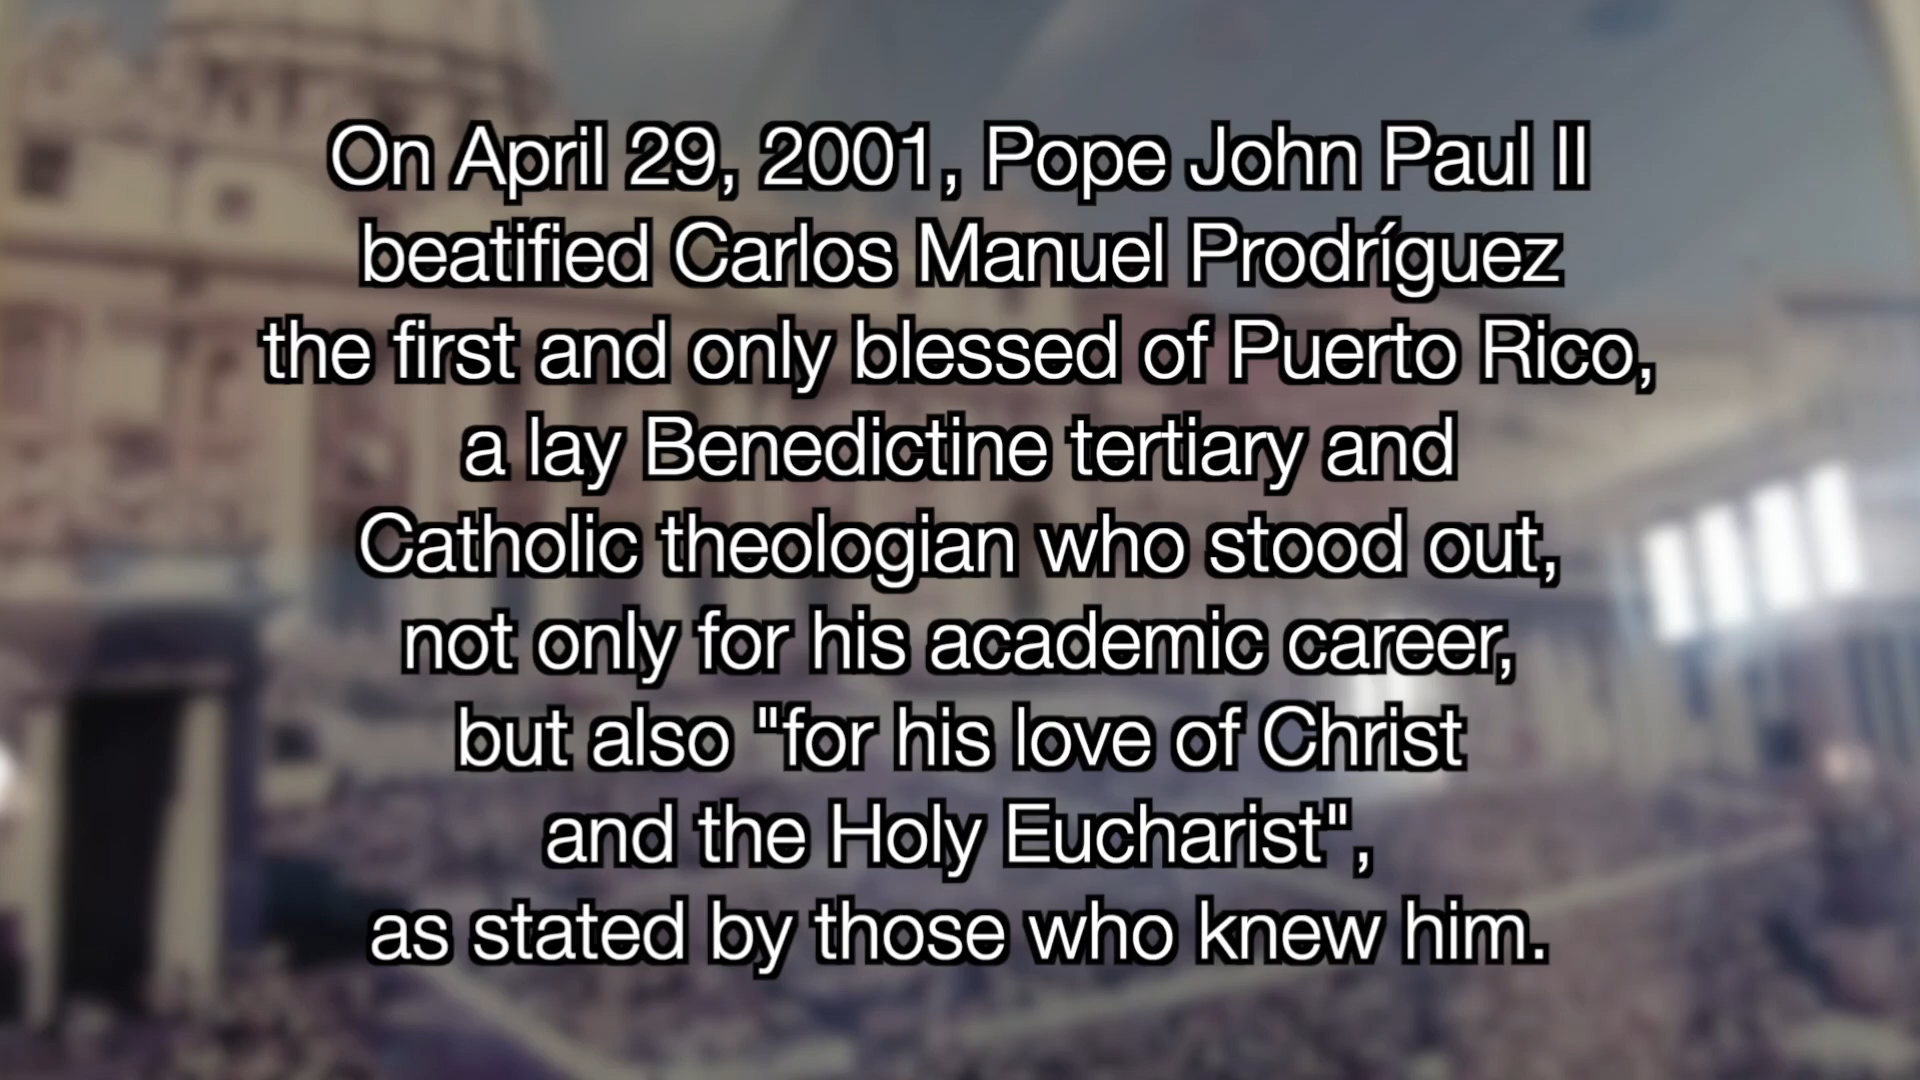 On April 29, 2001, Pope John Paul II
beatified Carlos Manuel Prodríguez
the first and only blessed of Puerto Rico,
a lay Benedictine tertiary and
Catholic theologian who stood out,
not only for his academic career,
but also "for his love of Christ
and the Holy Eucharist",
as stated by those who knew him.